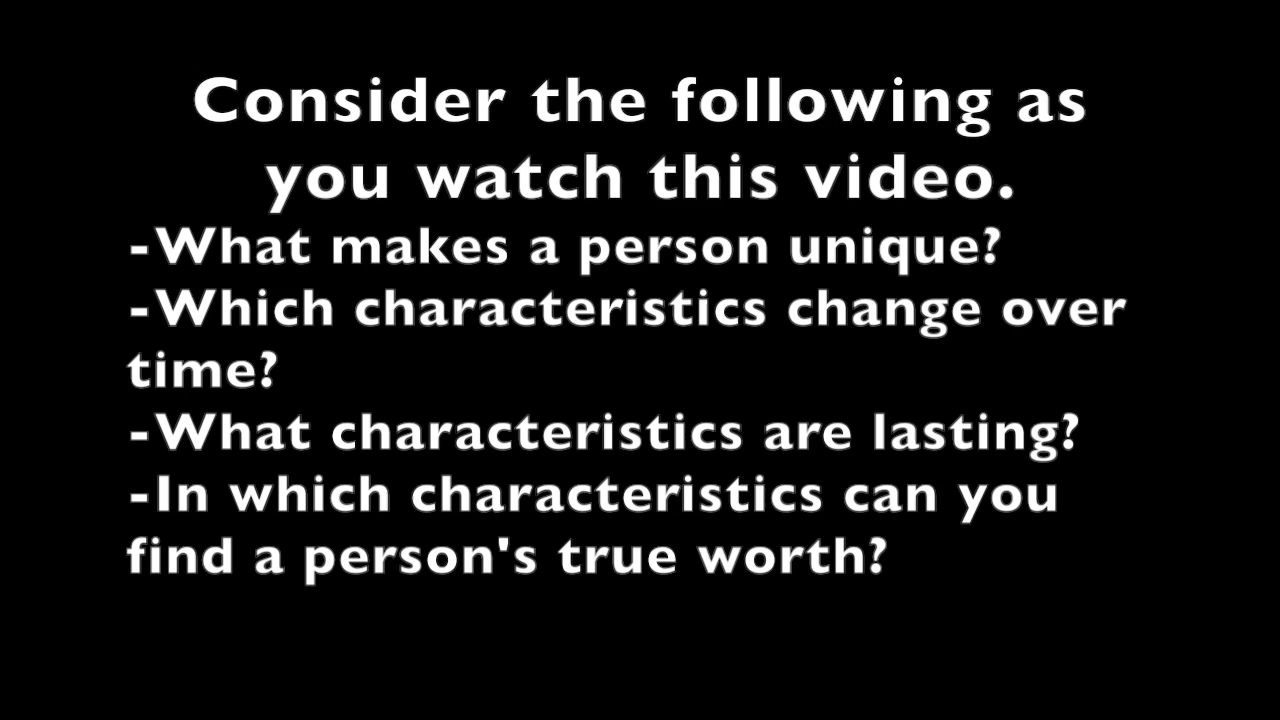 Consider the following as
you watch this video.
-What makes a person unique?
-Which characteristics change over
time?
-What characteristics are lasting?
-In which characteristics can you
find a person's true worth?